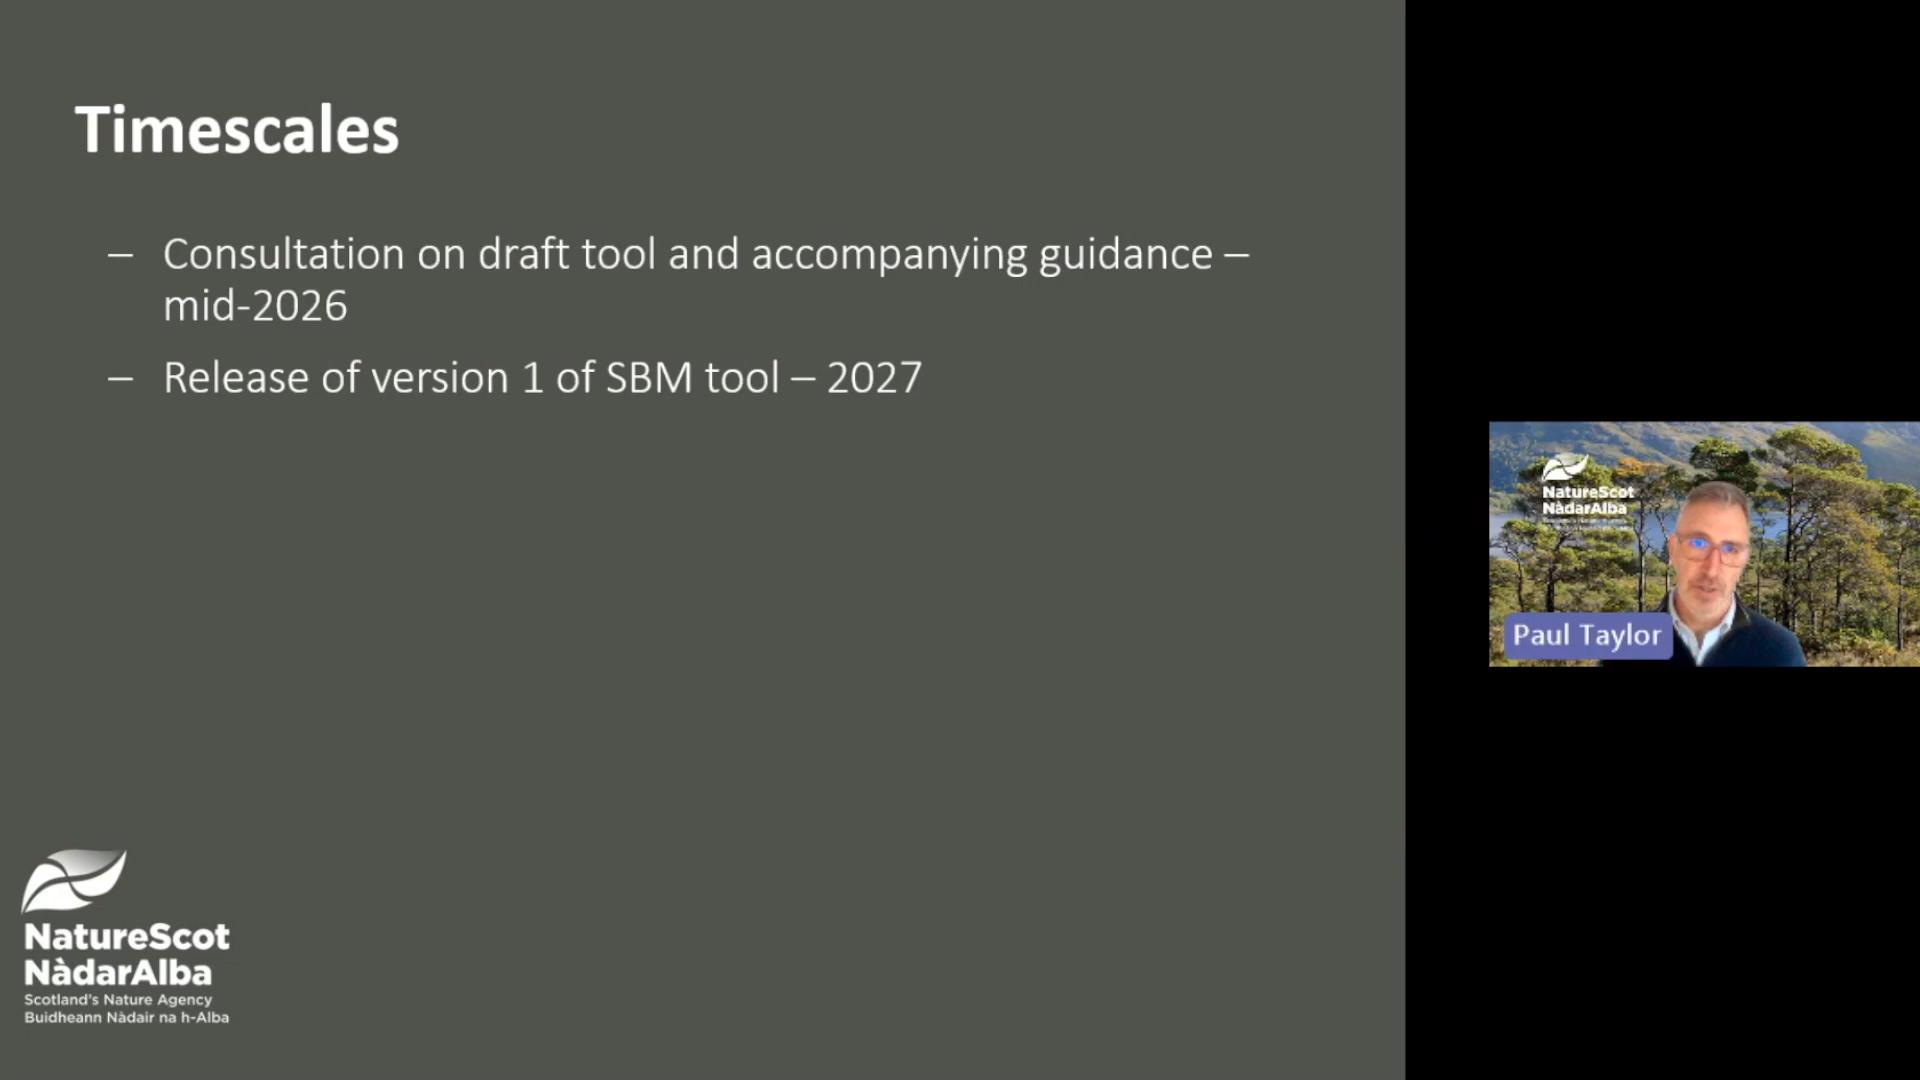 Timescales
– Consultation on draft tool and accompanying guidance –
mid-2026
– Release of version 1 of SBM tool – 2027
NatureScot
NàdarAlba
Scotland's Nature Agency
Buidheann Nàdair na h-Alba
NatureScot
NàdarAlba
Paul Taylor